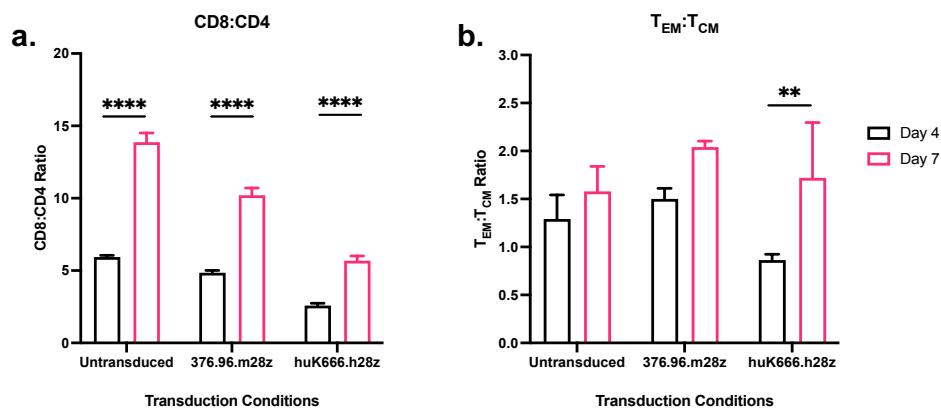 a.
CD8:CD4
CD8:CD4 Ratio
20
15
10
5
0
****
****
****
Untransduced
376.96.m28z
huK666.h28z
Transduction Conditions
b.
TEM:TCM
TEM:TCM Ratio
3.0
2.5
2.0
1.5
1.0
0.5
0.0
**
Untransduced
376.96.m28z
huK666.h28z
Transduction Conditions
Day 4
Day 7